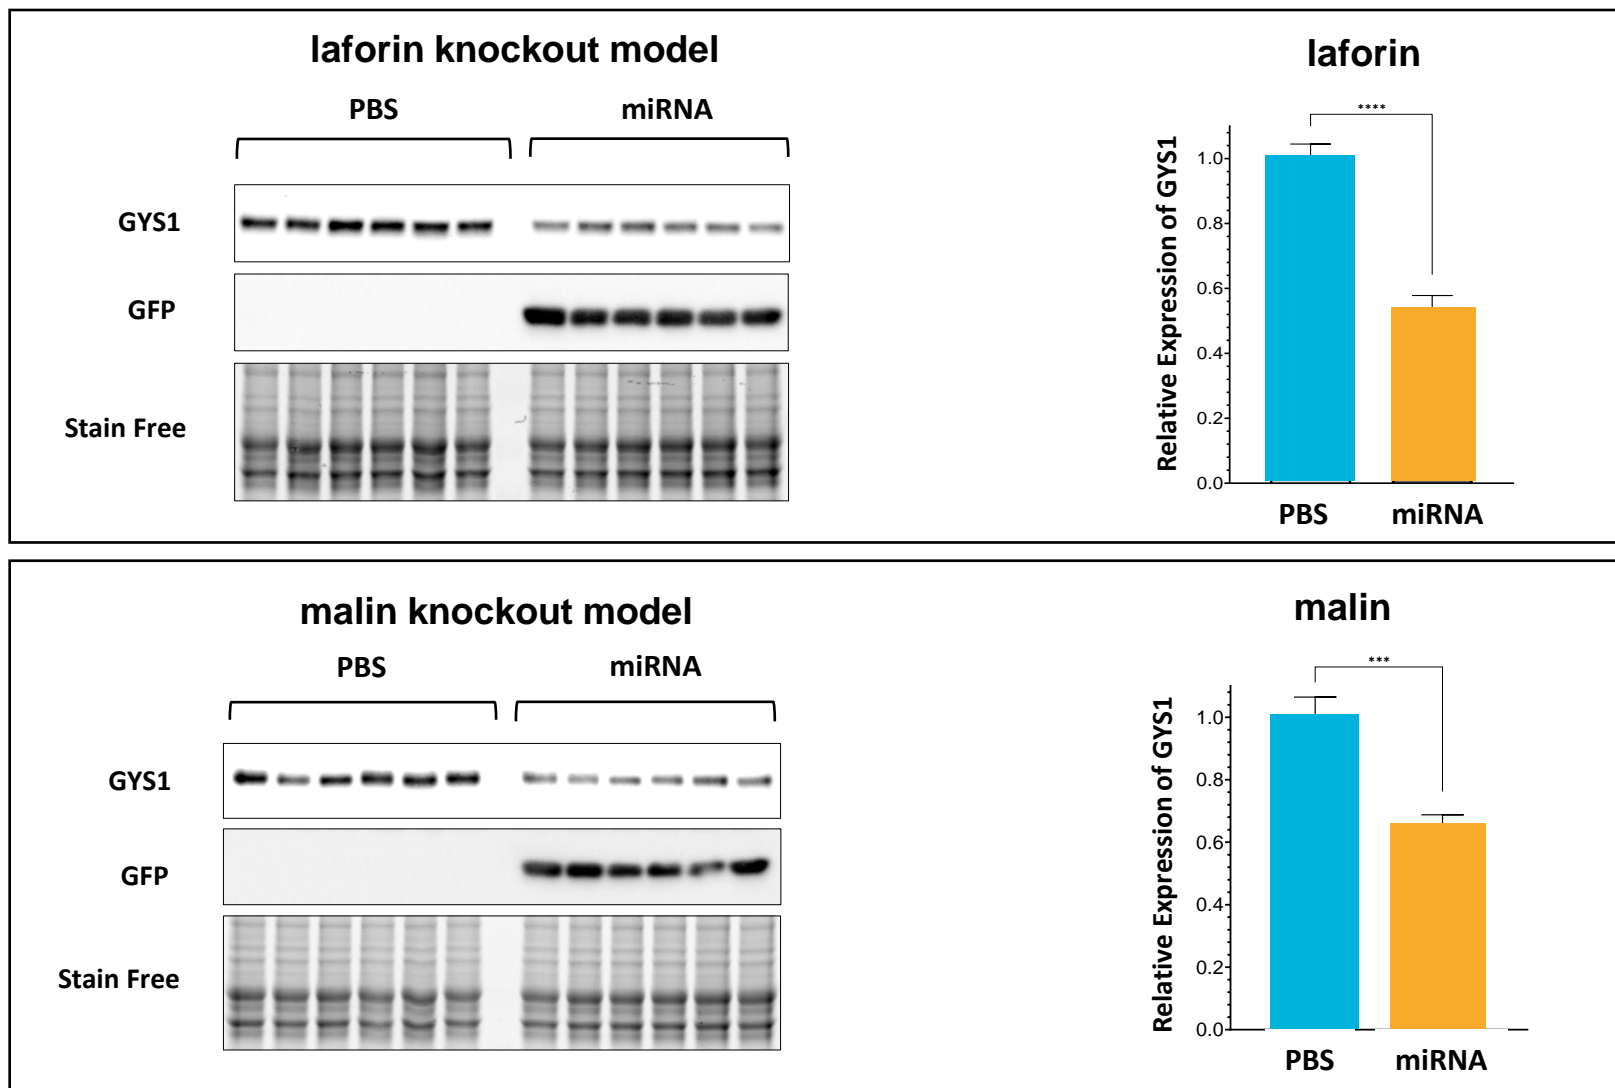 laforin knockout model
PBS
miRNA
GYS1
GFP
Stain Free
laforin
****
Relative Expression of GYS1
1.0
0.8
0.6
0.4
0.2
0.0
PBS
miRNA
malin knockout model
PBS
miRNA
GYS1
GFP
Stain Free
malin
***
Relative Expression of GYS1
1.0
0.8
0.6
0.4
0.2
0.0
PBS
miRNA